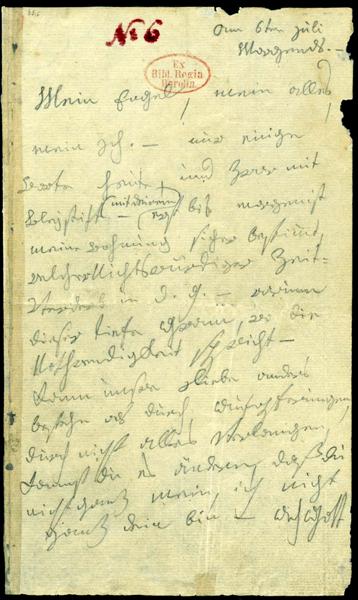 № 6
am 6ten juli
Morgends. –
Ex
Bibl. Regia
Berolin.
Mein Engel, mein alles
mein Ich. – nur einige
Worte heute, und zwar mit
Bleystift – (mit deinem)
bis morgen ist
meine wohnung sicher bestimmt,
welcher Nichtswürdiger Zeit-
verderb in d. g. – warum
dieser tiefe Gram, wo die
Nothwendigkeit spricht –
Kann unsre Liebe anders
bestehn als durch Aufopferungen,
durch nicht alles verlangen,
kannst du es ändern, daß du
nicht ganz mein, ich nicht
ganz dein bin – Ach Gott